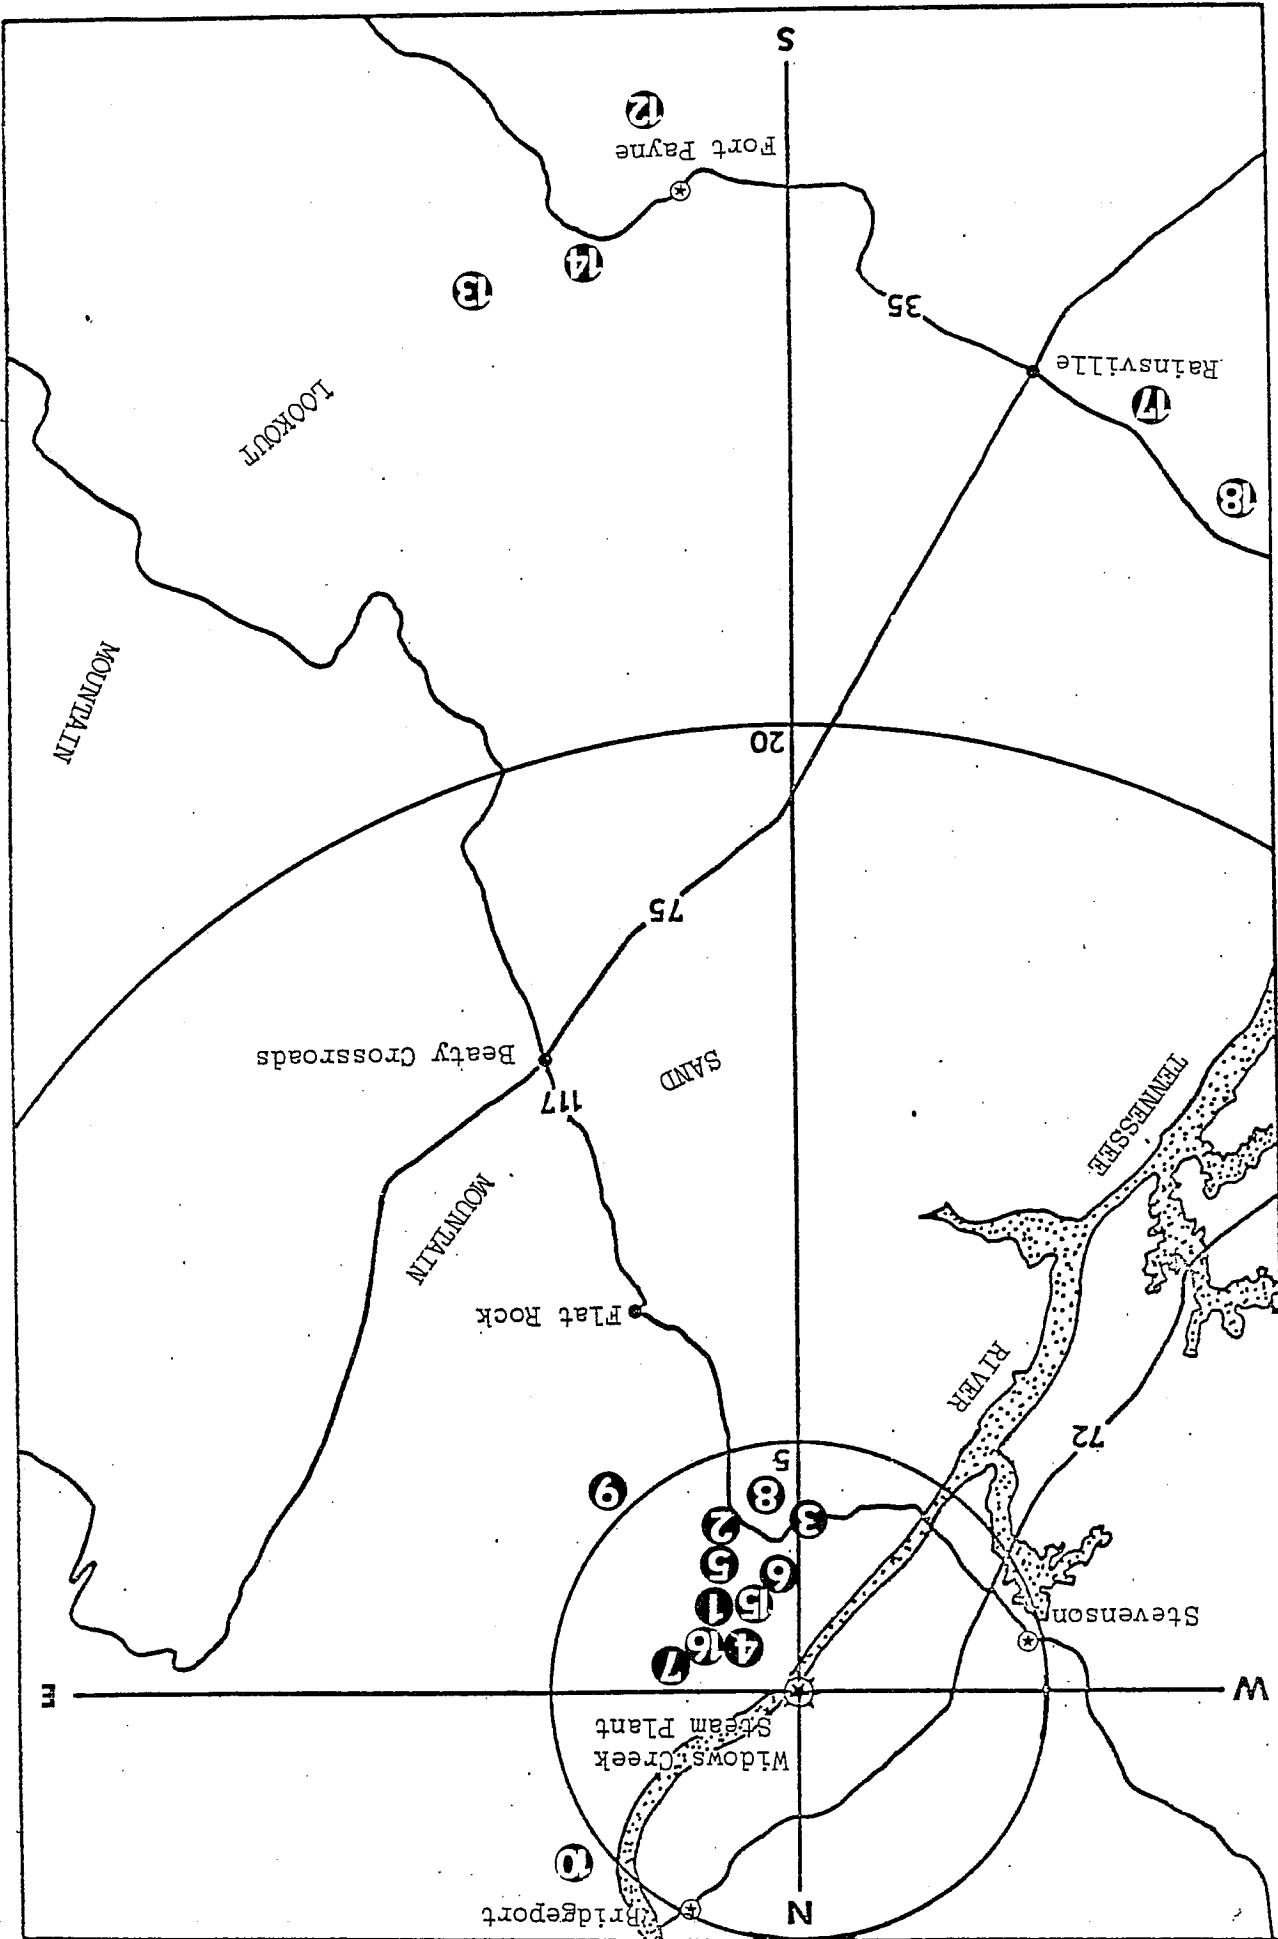 N
Bridgeport
10
Widows Creek
Steam Plant
W
E
7
16
4
Stevenson
1
15
6
5
2
3
8
9
5
72
RIVER
Flat Rock
MOUNTAIN
TENNESSEE
117
SAND
Beaty Crossroads
75
20
MOUNTAIN
18
LOOKOUT
17
Rainsville
35
13
14
Fort Payne
12
S